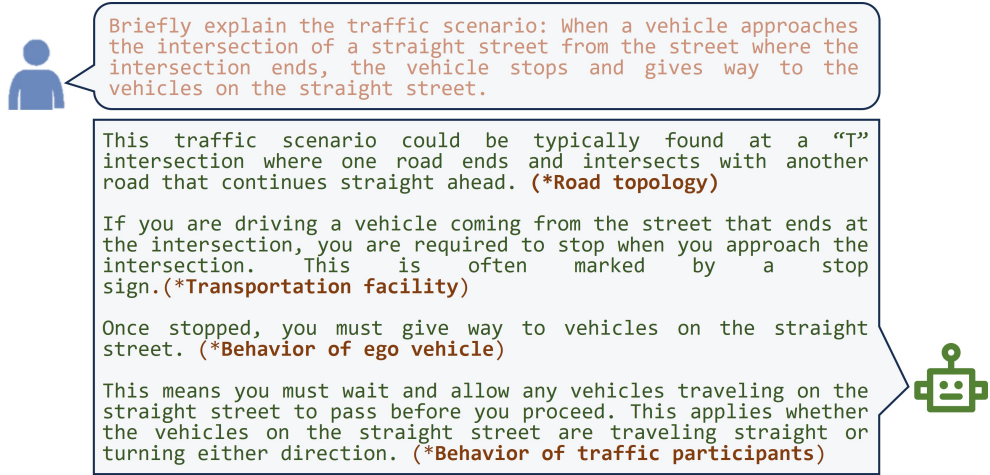 Briefly explain the traffic scenario: When a vehicle approaches
the intersection of a straight street from the street where the
intersection ends, the vehicle stops and gives way to the
vehicles on the straight street.
This traffic scenario could be typically found at a “T”
intersection where one road ends and intersects with another
road that continues straight ahead. (*Road topology)
If you are driving a vehicle coming from the street that ends at
the intersection, you are required to stop when you approach the
intersection. This is often marked by a stop
sign.(*Transportation facility)
Once stopped, you must give way to vehicles on the straight
street. (*Behavior of ego vehicle)
This means you must wait and allow any vehicles traveling on the
straight street to pass before you proceed. This applies whether
the vehicles on the straight street are traveling straight or
turning either direction. (*Behavior of traffic participants)